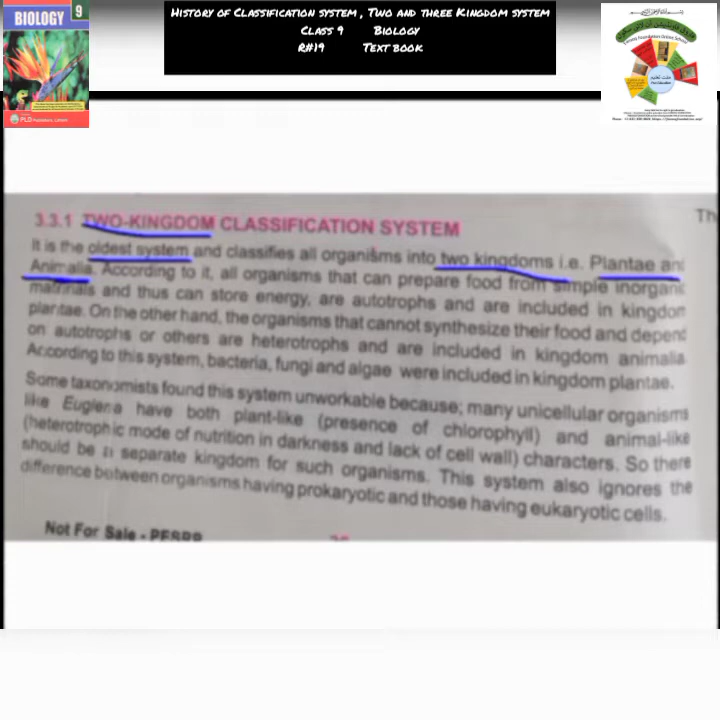 BIOLOGY 9
PLD Publishers, Lahore
History of Classification system , Two and three Kingdom system
Class 9 Biology
R#19 Text book
Th
3.3.1 TWO-KINGDOM CLASSIFICATION SYSTEM
It is the oldest system and classifies all organisms into two kingdoms i.e. Plantae an
Animalia. According to it, all organisms that can prepare food from simple inorganic
materials and thus can store energy, are autotrophs and are included in kingdom
plantae. On the other hand, the organisms that cannot synthesize their food and depend
on autotrophs or others are heterotrophs and are included in kingdom animalia.
According to this system, bacteria, fungi and algae were included in kingdom plantae.
Some taxonomists found this system unworkable because; many unicellular organisms
like Euglena have both plant-like (presence of chlorophyll) and animal-like
(heterotrophic mode of nutrition in darkness and lack of cell wall) characters. So there
should be a separate kingdom for such organisms. This system also ignores the
difference between organisms having prokaryotic and those having eukaryotic cells.
Not For Sale - PESRP